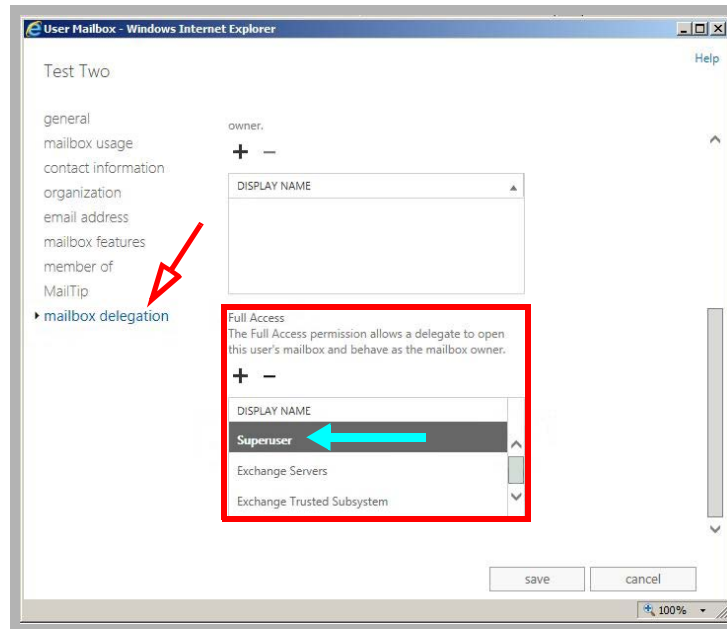 User Mailbox - Windows Internet Explorer
Help
Test Two
general
mailbox usage
contact information
organization
email address
mailbox features
member of
MailTip
mailbox delegation
owner.
DISPLAY NAME
Full Access
The Full Access permission allows a delegate to open
this user's mailbox and behave as the mailbox owner.
DISPLAY NAME
Superuser
Exchange Servers
Exchange Trusted Subsystem
save
cancel
100%